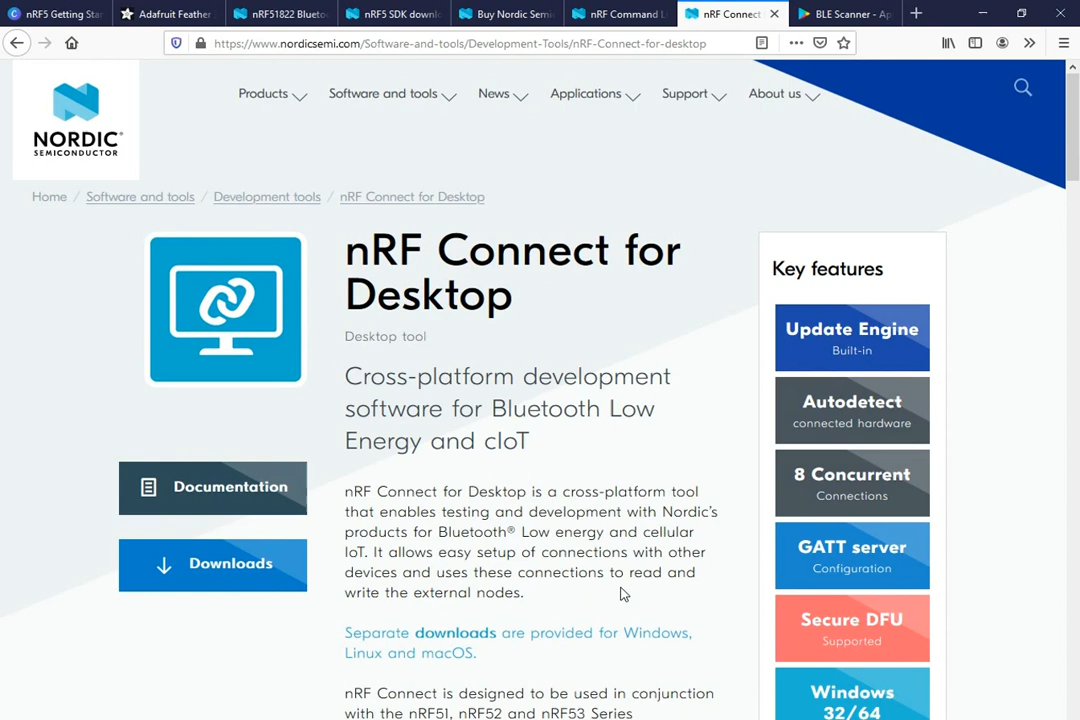 nRF5 Getting Star
Adafruit Feather
nRF51822 Blueto
nRF5 SDK downl
Buy Nordic Semi
nRF Command L
nRF Connect
BLE Scanner - Ap
https://www.nordicsemi.com/Software-and-tools/Development-Tools/nRF-Connect-for-desktop
NORDIC
SEMICONDUCTOR
Products
Software and tools
News
Applications
Support
About us
Home / Software and tools / Development tools / nRF Connect for Desktop
nRF Connect for
Desktop
Desktop tool
Cross-platform development
software for Bluetooth Low
Energy and cIoT
Documentation
Downloads
nRF Connect for Desktop is a cross-platform tool
that enables testing and development with Nordic's
products for Bluetooth® Low energy and cellular
IoT. It allows easy setup of connections with other
devices and uses these connections to read and
write the external nodes.
Separate downloads are provided for Windows,
Linux and macOS.
nRF Connect is designed to be used in conjunction
with the nRF51, nRF52 and nRF53 Series
Key features
Update Engine
Built-in
Autodetect
connected hardware
8 Concurrent
Connections
GATT server
Configuration
Secure DFU
Supported
Windows
32/64